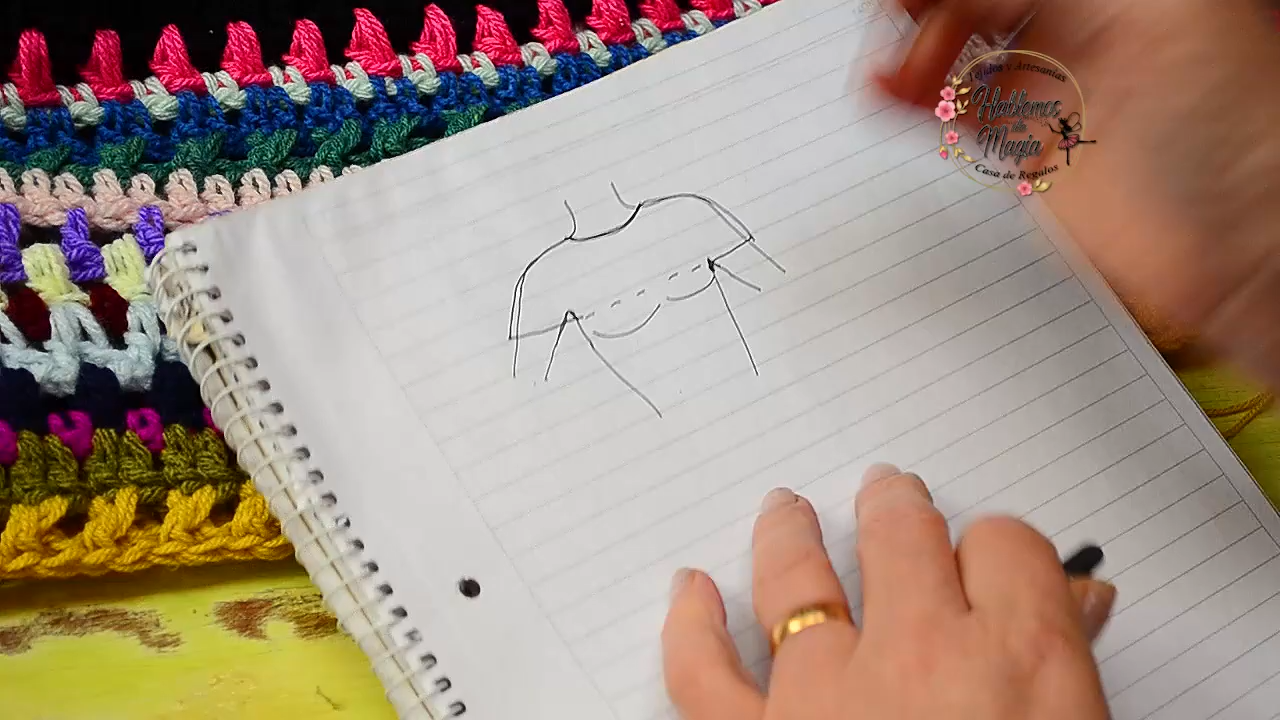 Tejidos y Artesanías
Hablemos
de
Magia
Casa de Regalos